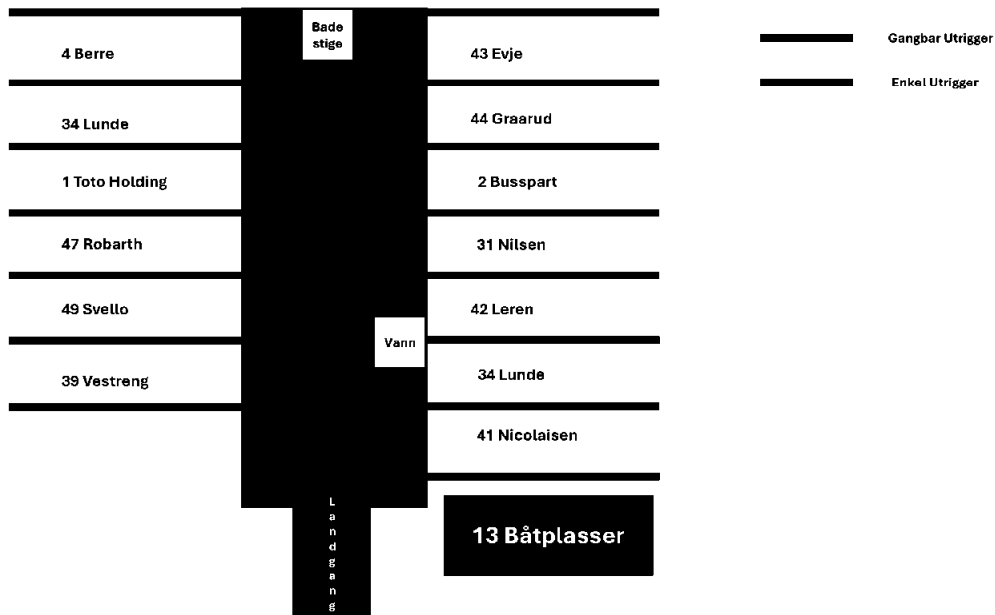 Bade
stige
4 Berre
34 Lunde
1 Toto Holding
47 Robarth
49 Svello
39 Vestreng
43 Evje
44 Graarud
2 Busspart
31 Nilsen
42 Leren
Vann
34 Lunde
41 Nicolaisen
Landgang
13 Båtplasser
Gangbar Utrigger
Enkel Utrigger